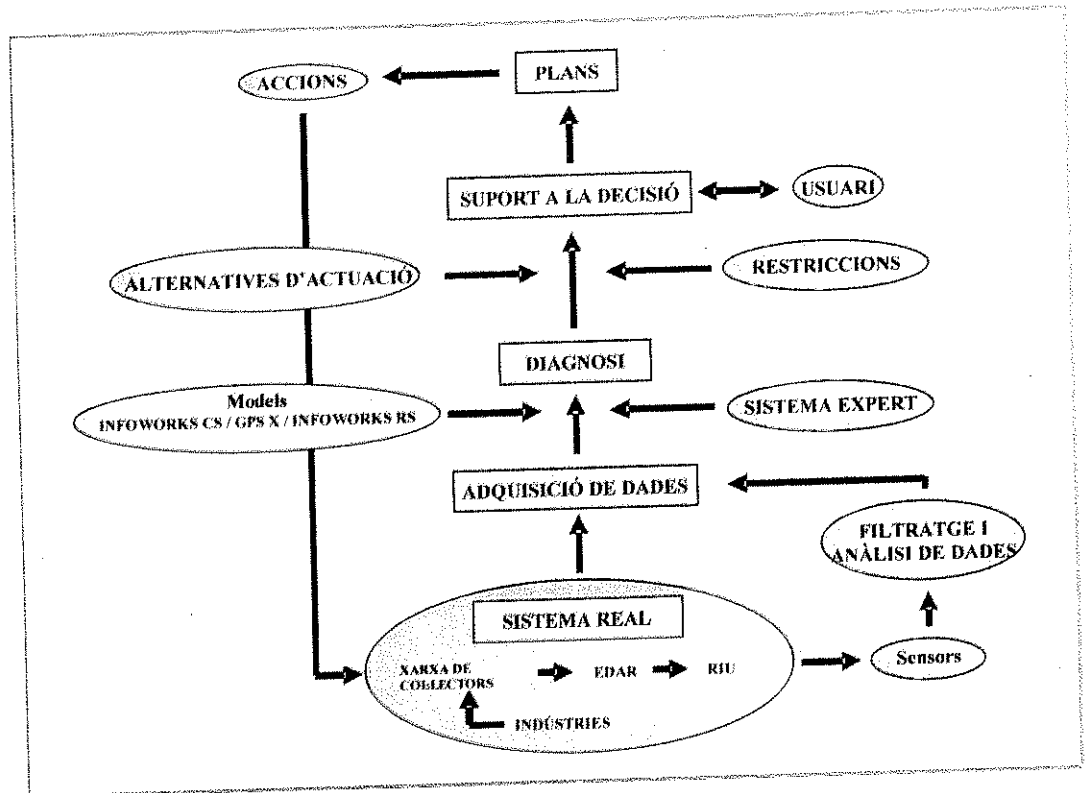 ACCIONS
PLANS
SUPORT A LA DECISIÓ
USUARI
ALTERNATIVES D'ACTUACIÓ
RESTRICCIONS
DIAGNOSI
Models
INFOWORKS CS / GPS X / INFOWORKS RS
SISTEMA EXPERT
ADQUISICIÓ DE DADES
FILTRATGE I
ANÀLISI DE DADES
SISTEMA REAL
XARXA DE
COL·LECTORS
EDAR
RIU
Sensors
INDÚSTRIES